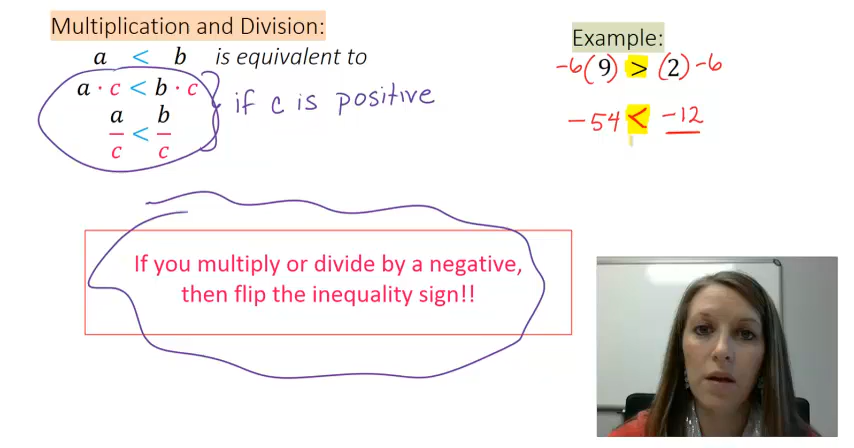 Multiplication and Division:
a < b is equivalent to
a · c < b · c
a/c < b/c
if c is positive
If you multiply or divide by a negative,
then flip the inequality sign!!
Example:
-6(9) > (2)-6
-54 < -12